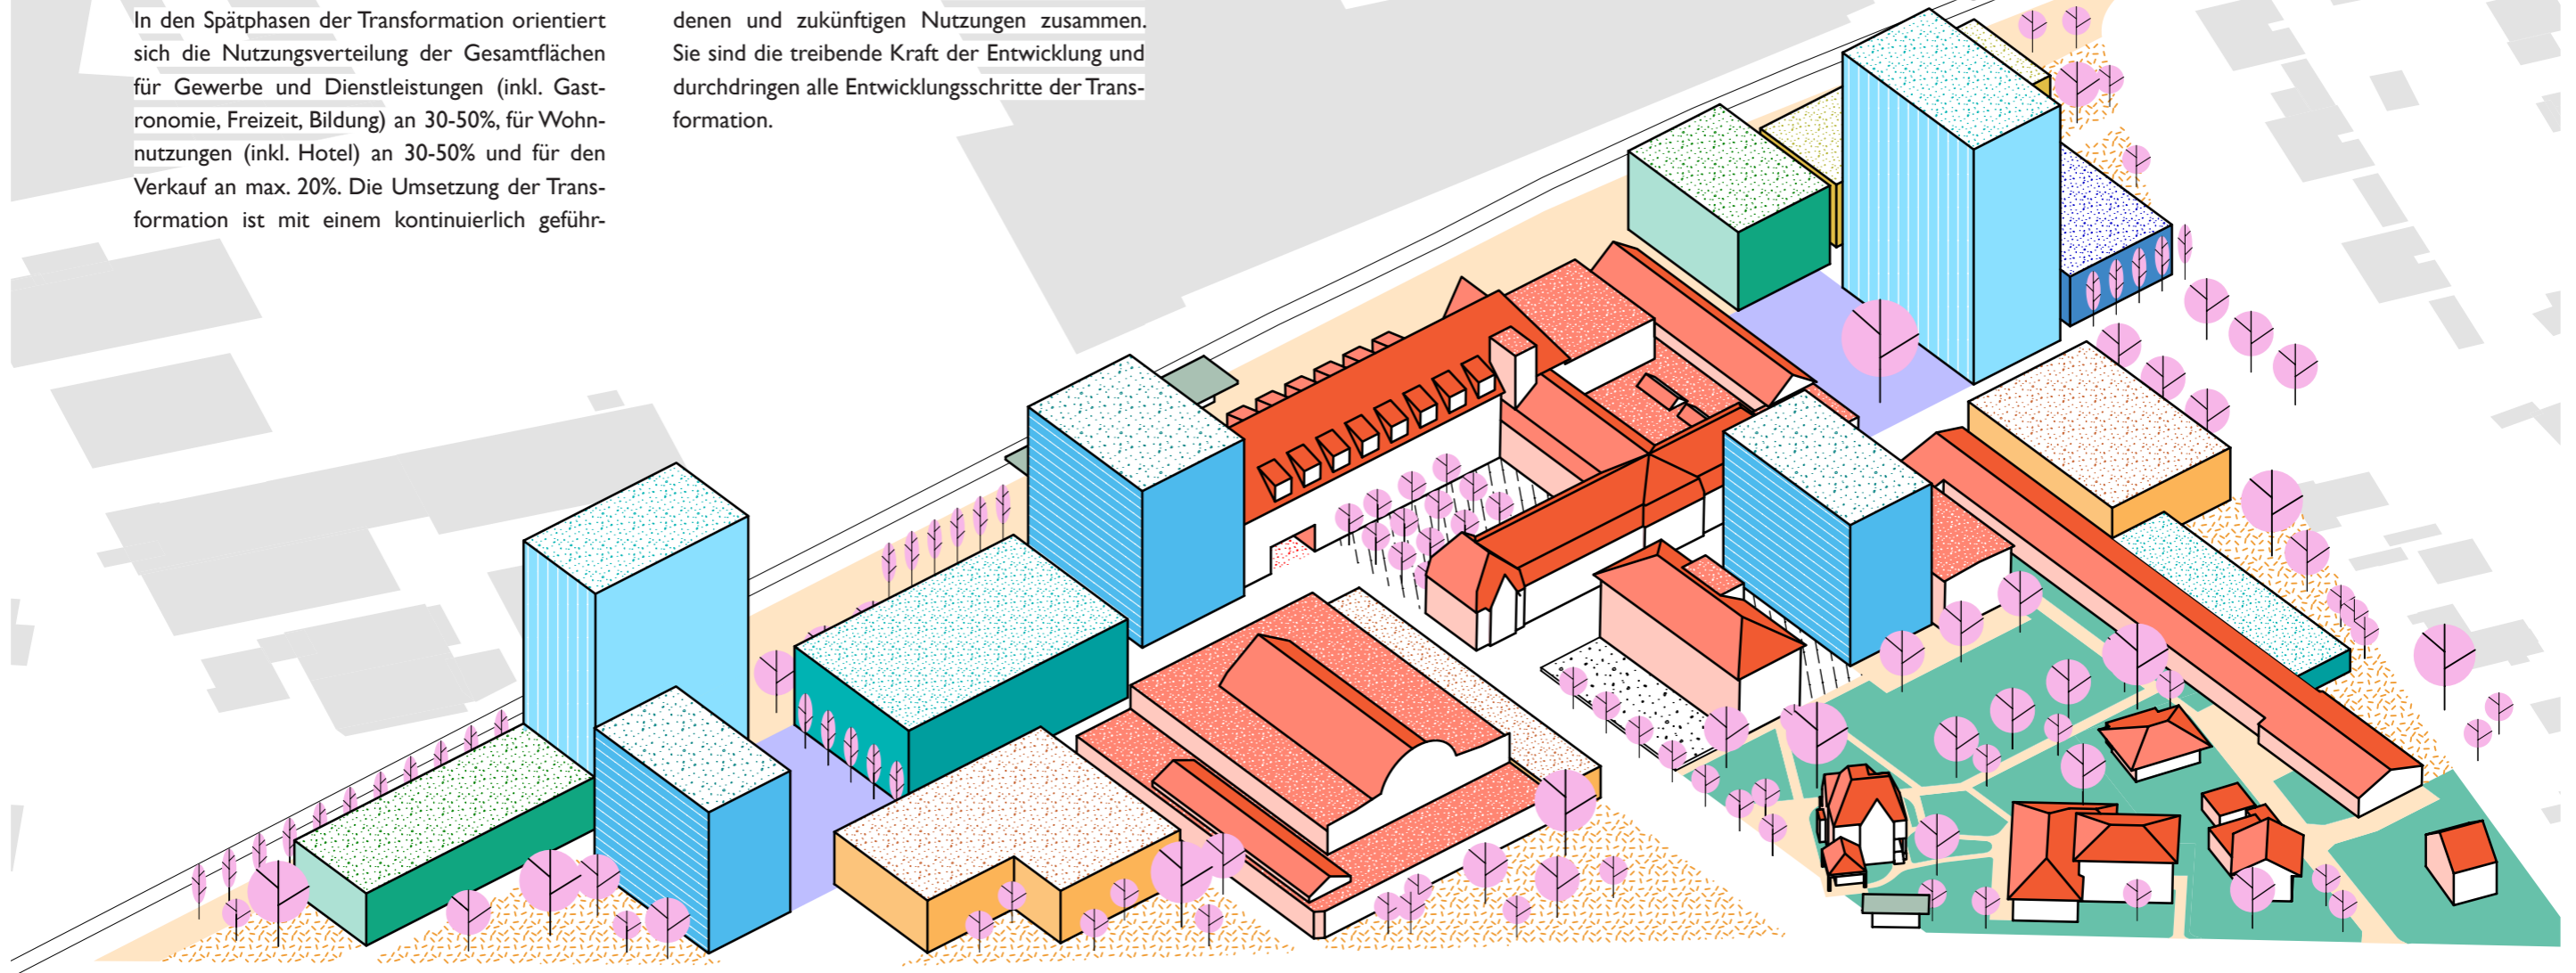 In den Spätphasen der Transformation orientiert
sich die Nutzungsverteilung der Gesamtflächen
für Gewerbe und Dienstleistungen (inkl. Gast-
ronomie, Freizeit, Bildung) an 30-50%, für Wohn-
nutzungen (inkl. Hotel) an 30-50% und für den
Verkauf an max. 20%. Die Umsetzung der Trans-
formation ist mit einem kontinuierlich geführ-
denen und zukünftigen Nutzungen zusammen.
Sie sind die treibende Kraft der Entwicklung und
durchdringen alle Entwicklungsschritte der Trans-
formation.